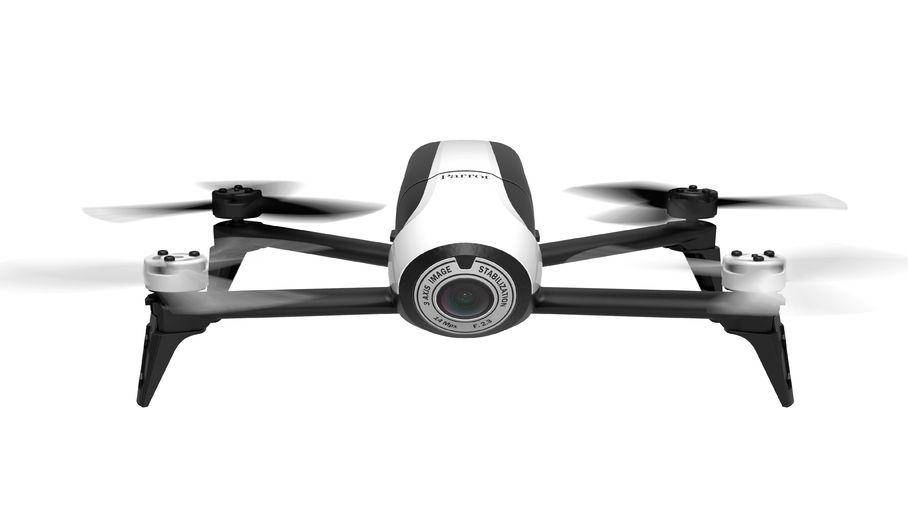 Parrot
3 AXIS IMAGE STABILIZATION
14 Mpx F. 2.3